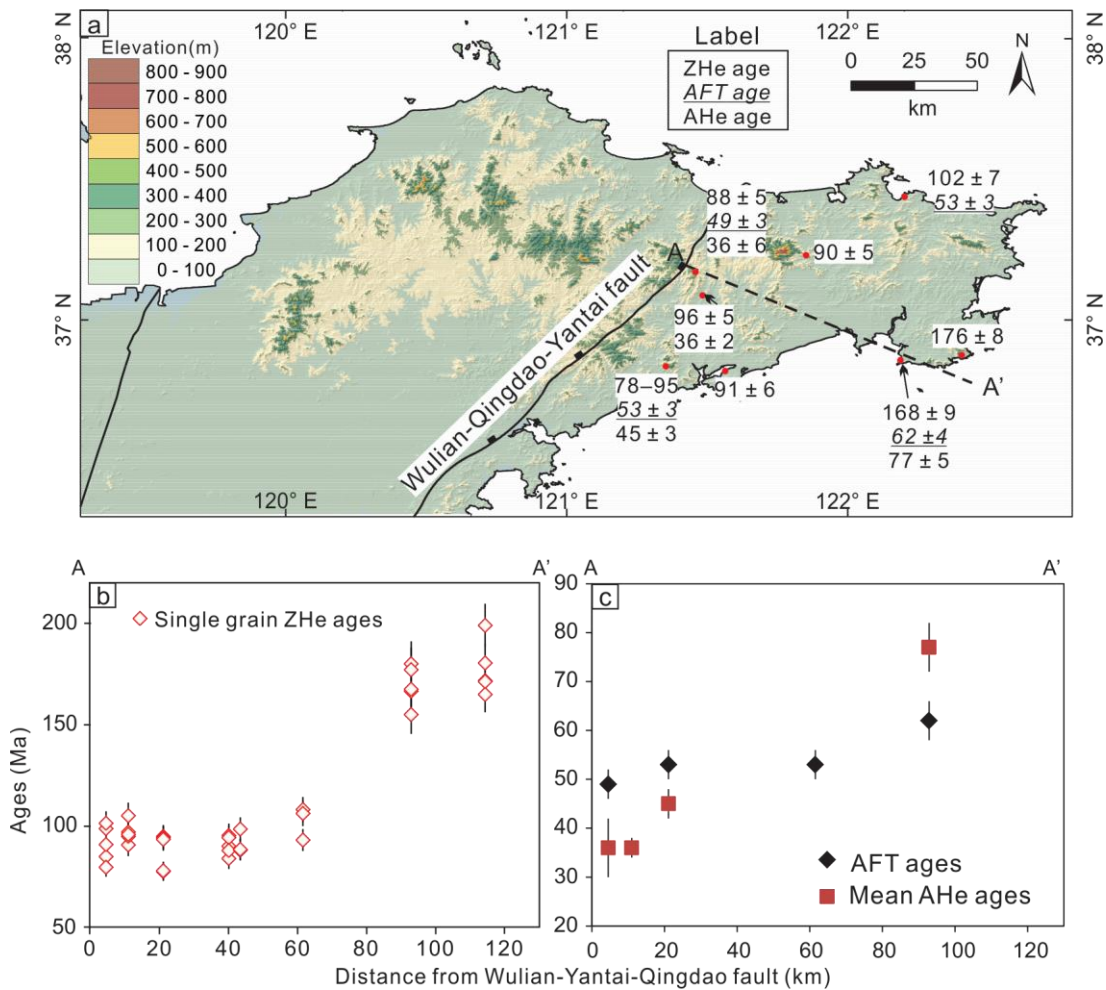 a
120° E
121° E
122° E
38° N
38° N
Elevation(m)
800 - 900
700 - 800
600 - 700
500 - 600
400 - 500
300 - 400
200 - 300
100 - 200
0 - 100
Label
ZHe age
AFT age
AHe age
0 25 50
km
N
102 ± 7
53 ± 3
88 ± 5
49 ± 3
36 ± 6
A
90 ± 5
37° N
37° N
96 ± 5
36 ± 2
176 ± 8
Wulian-Qingdao-Yantai fault
78–95
53 ± 3
45 ± 3
91 ± 6
A'
168 ± 9
62 ±4
77 ± 5
120° E
121° E
122° E
A A'
b
Single grain ZHe ages
200
150
100
50
Ages (Ma)
0 20 40 60 80 100 120
A A'
c
90
80
70
60
50
40
30
20
AFT ages
Mean AHe ages
0 20 40 60 80 100 120
Distance from Wulian-Yantai-Qingdao fault (km)